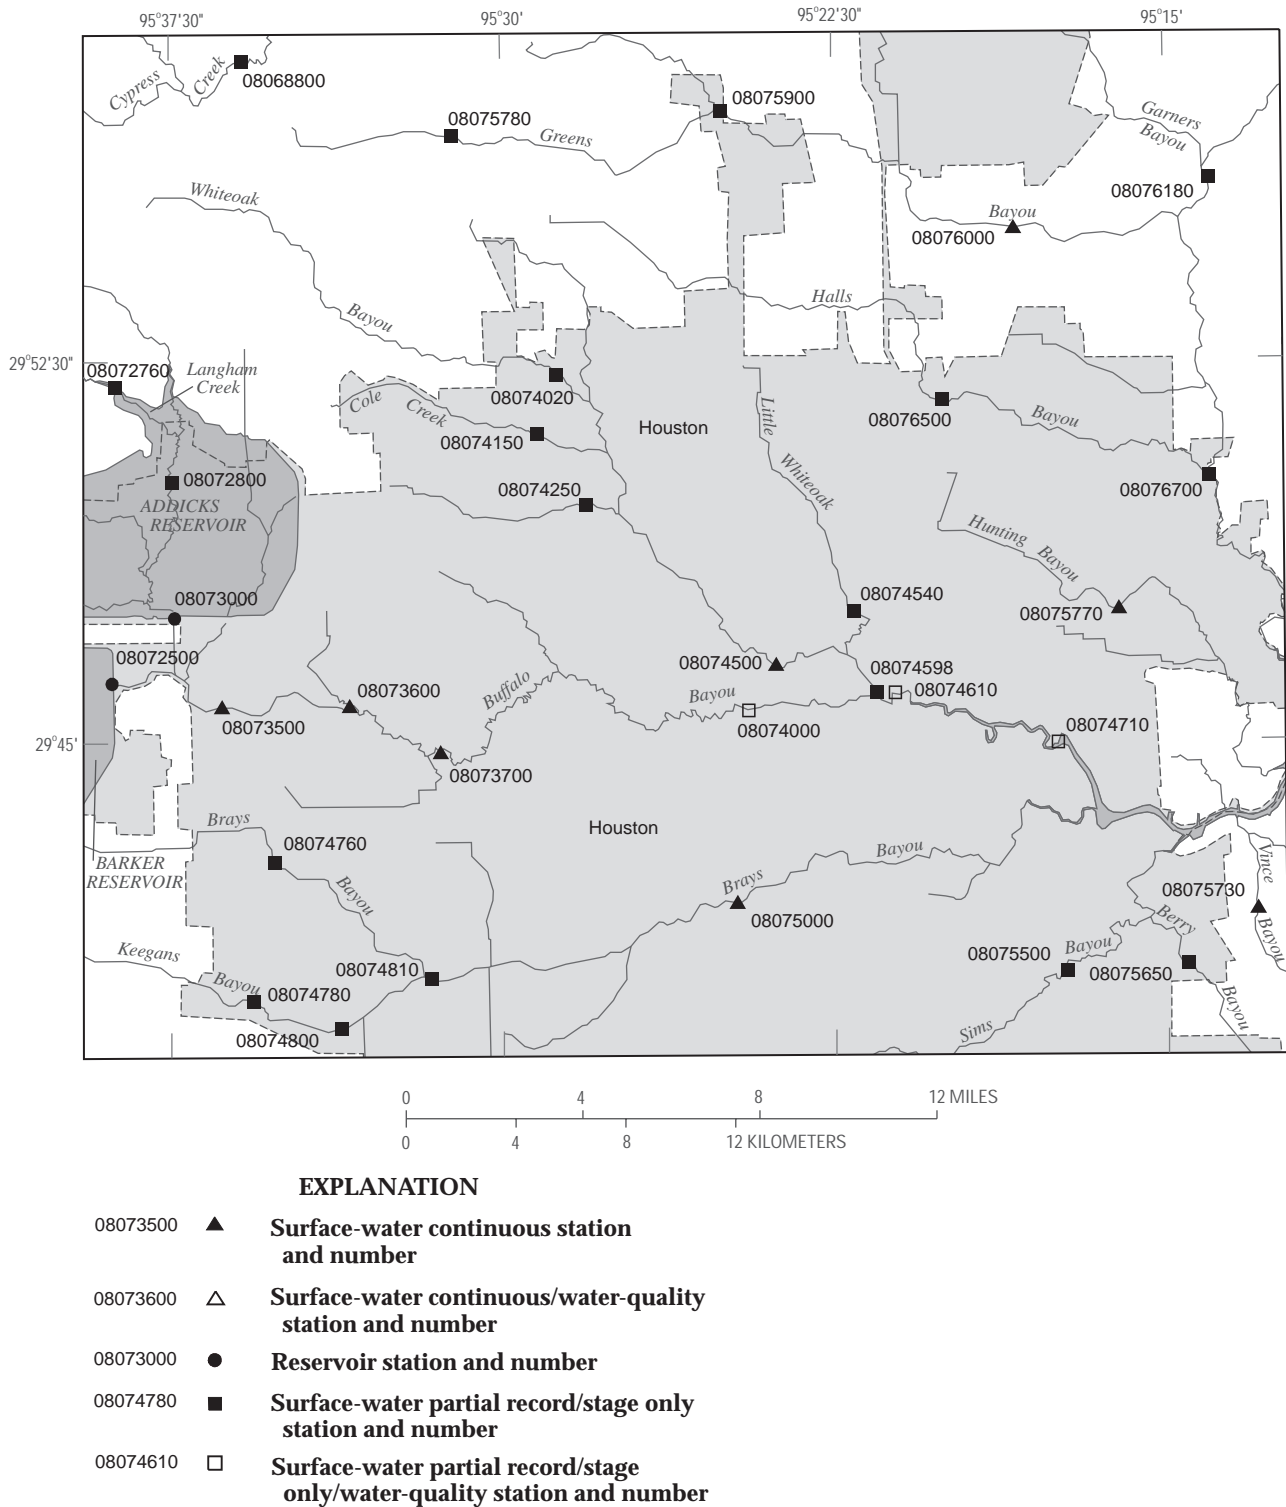 95°37'30"
95°30'
95°22'30"
95°15'
Cypress
Creek
08068800
08075780
Greens
08075900
Garners
Bayou
08076180
Whiteoak
Bayou
08076000
Bayou
Halls
29°52'30"
08072760
Langham
Creek
08074020
Cole
Creek
08074150
Houston
Little
Whiteoak
08076500
Bayou
08072800
ADDICKS
RESERVOIR
08074250
08076700
Hunting
Bayou
08073000
08074540
08075770
08072500
08074500
08074598
08074610
08073600
Buffalo
Bayou
08073500
08074000
08074710
29°45'
08073700
Brays
Houston
08074760
BARKER
RESERVOIR
Bayou
Bayou
Brays
Vince
08075730
08075000
Berry
Bayou
Keegans
Bayou
08074810
08075500
Bayou
08075650
08074780
Bayou
08074800
Sims
0 4 8 12 MILES
0 4 8 12 KILOMETERS
EXPLANATION
08073500 Surface-water continuous station
and number
08073600 Surface-water continuous/water-quality
station and number
08073000 Reservoir station and number
08074780 Surface-water partial record/stage only
station and number
08074610 Surface-water partial record/stage
only/water-quality station and number